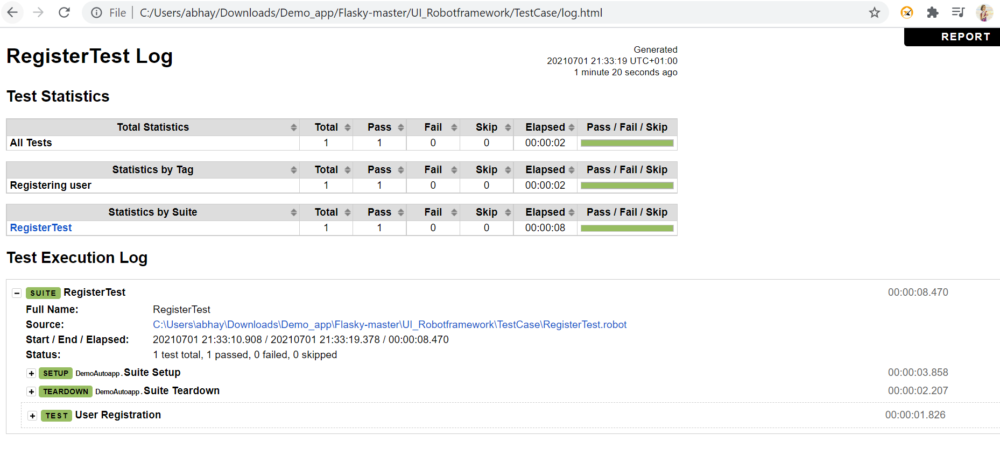 File C:/Users/abhay/Downloads/Demo_app/Flasky-master/UI_Robotframework/TestCase/log.html
REPORT
RegisterTest Log
Generated
20210701 21:33:19 UTC+01:00
1 minute 20 seconds ago
Test Statistics
Total Statistics Total Pass Fail Skip Elapsed Pass / Fail / Skip
All Tests 1 1 0 0 00:00:02
Statistics by Tag Total Pass Fail Skip Elapsed Pass / Fail / Skip
Registering user 1 1 0 0 00:00:02
Statistics by Suite Total Pass Fail Skip Elapsed Pass / Fail / Skip
RegisterTest 1 1 0 0 00:00:08
Test Execution Log
SUITE RegisterTest 00:00:08.470
Full Name: RegisterTest
Source: C:\Users\abhay\Downloads\Demo_app\Flasky-master\UI_Robotframework\TestCase\RegisterTest.robot
Start / End / Elapsed: 20210701 21:33:10.908 / 20210701 21:33:19.378 / 00:00:08.470
Status: 1 test total, 1 passed, 0 failed, 0 skipped
SETUP DemoAutoapp.Suite Setup 00:00:03.858
TEARDOWN DemoAutoapp.Suite Teardown 00:00:02.207
TEST User Registration 00:00:01.826